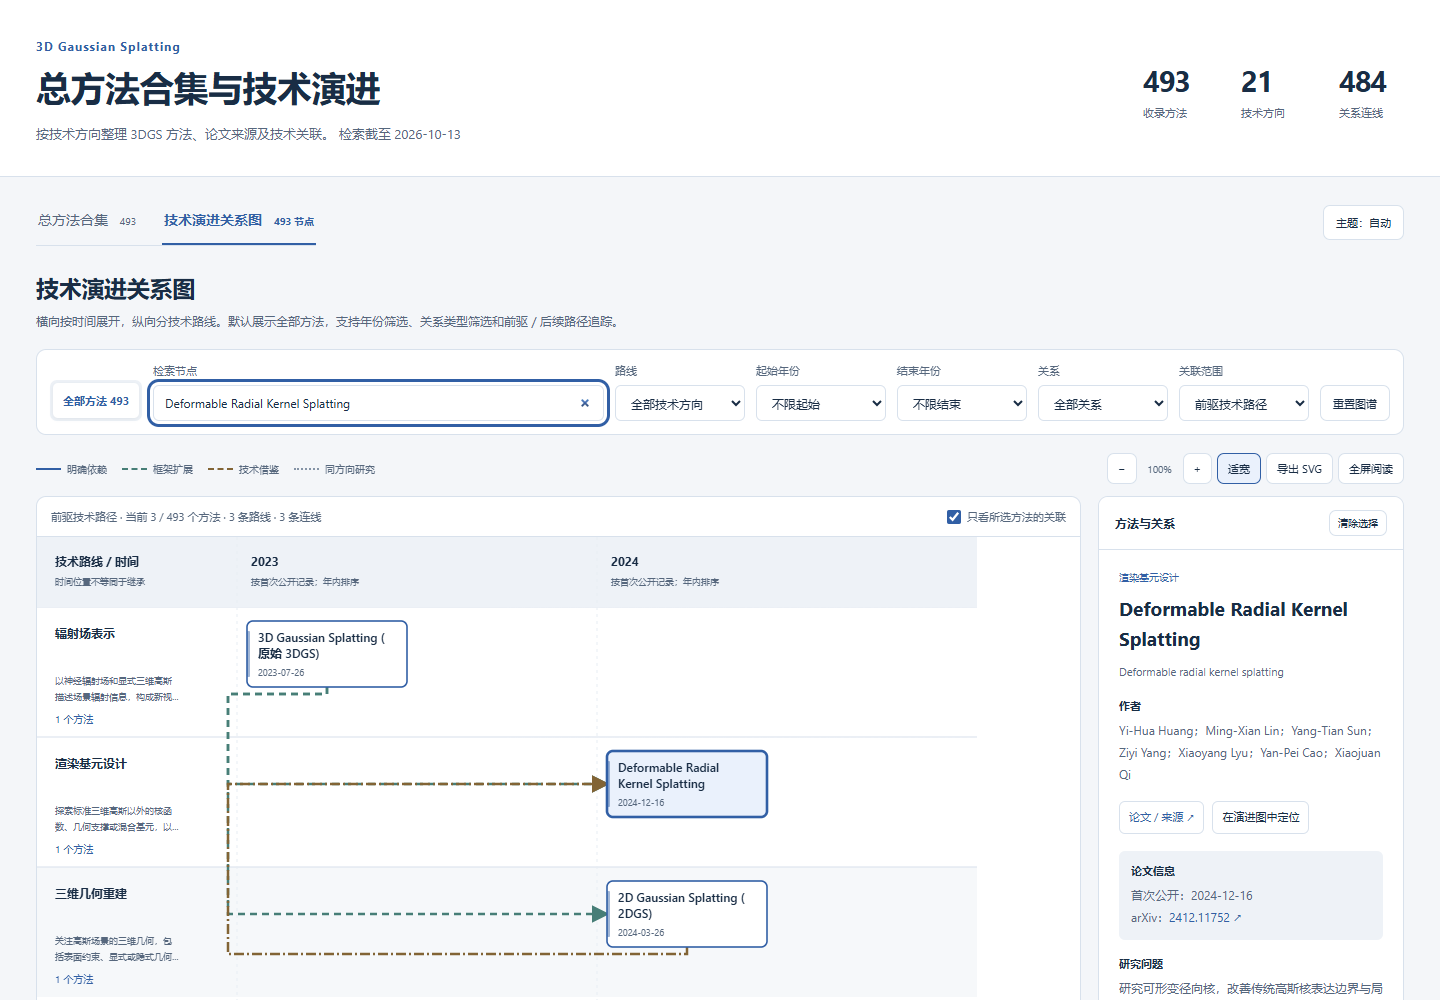 3D Gaussian Splatting
总方法合集与技术演进
按技术方向整理 3DGS 方法、论文来源及技术关联。 检索截至 2026-10-13
493
收录方法
21
技术方向
484
关系连线
总方法合集 493
技术演进关系图 493 节点
主题：自动
技术演进关系图
横向按时间展开，纵向分技术路线。默认展示全部方法，支持年份筛选、关系类型筛选和前驱 / 后续路径追踪。
检索节点
路线
起始年份
结束年份
关系
关联范围
全部方法 493
Deformable Radial Kernel Splatting ×
全部技术方向
不限起始
不限结束
全部关系
前驱技术路径
重置图谱
明确依赖
框架扩展
技术借鉴
同方向研究
− 100% + 适宽 导出 SVG 全屏阅读
前驱技术路径 · 当前 3 / 493 个方法 · 3 条路线 · 3 条连线
只看所选方法的关联
技术路线 / 时间
时间位置不等同于继承
2023
按首次公开记录；年内排序
2024
按首次公开记录；年内排序
辐射场表示
以神经辐射场和显式三维高斯
描述场景辐射信息，构成新视...
1 个方法
3D Gaussian Splatting (
原始 3DGS)
2023-07-26
渲染基元设计
探索标准三维高斯以外的核函
数、几何支撑或混合基元，以...
1 个方法
Deformable Radial
Kernel Splatting
2024-12-16
三维几何重建
关注高斯场景的三维几何，包
括表面约束、显式或隐式几何...
1 个方法
2D Gaussian Splatting (
2DGS)
2024-03-26
方法与关系
清除选择
渲染基元设计
Deformable Radial Kernel
Splatting
Deformable radial kernel splatting
作者
Yi-Hua Huang；Ming-Xian Lin；Yang-Tian Sun；
Ziyi Yang；Xiaoyang Lyu；Yan-Pei Cao；Xiaojuan
Qi
论文 / 来源 ↗
在演进图中定位
论文信息
首次公开：2024-12-16
arXiv：2412.11752 ↗
研究问题
研究可形变径向核，改善传统高斯核表达边界与局